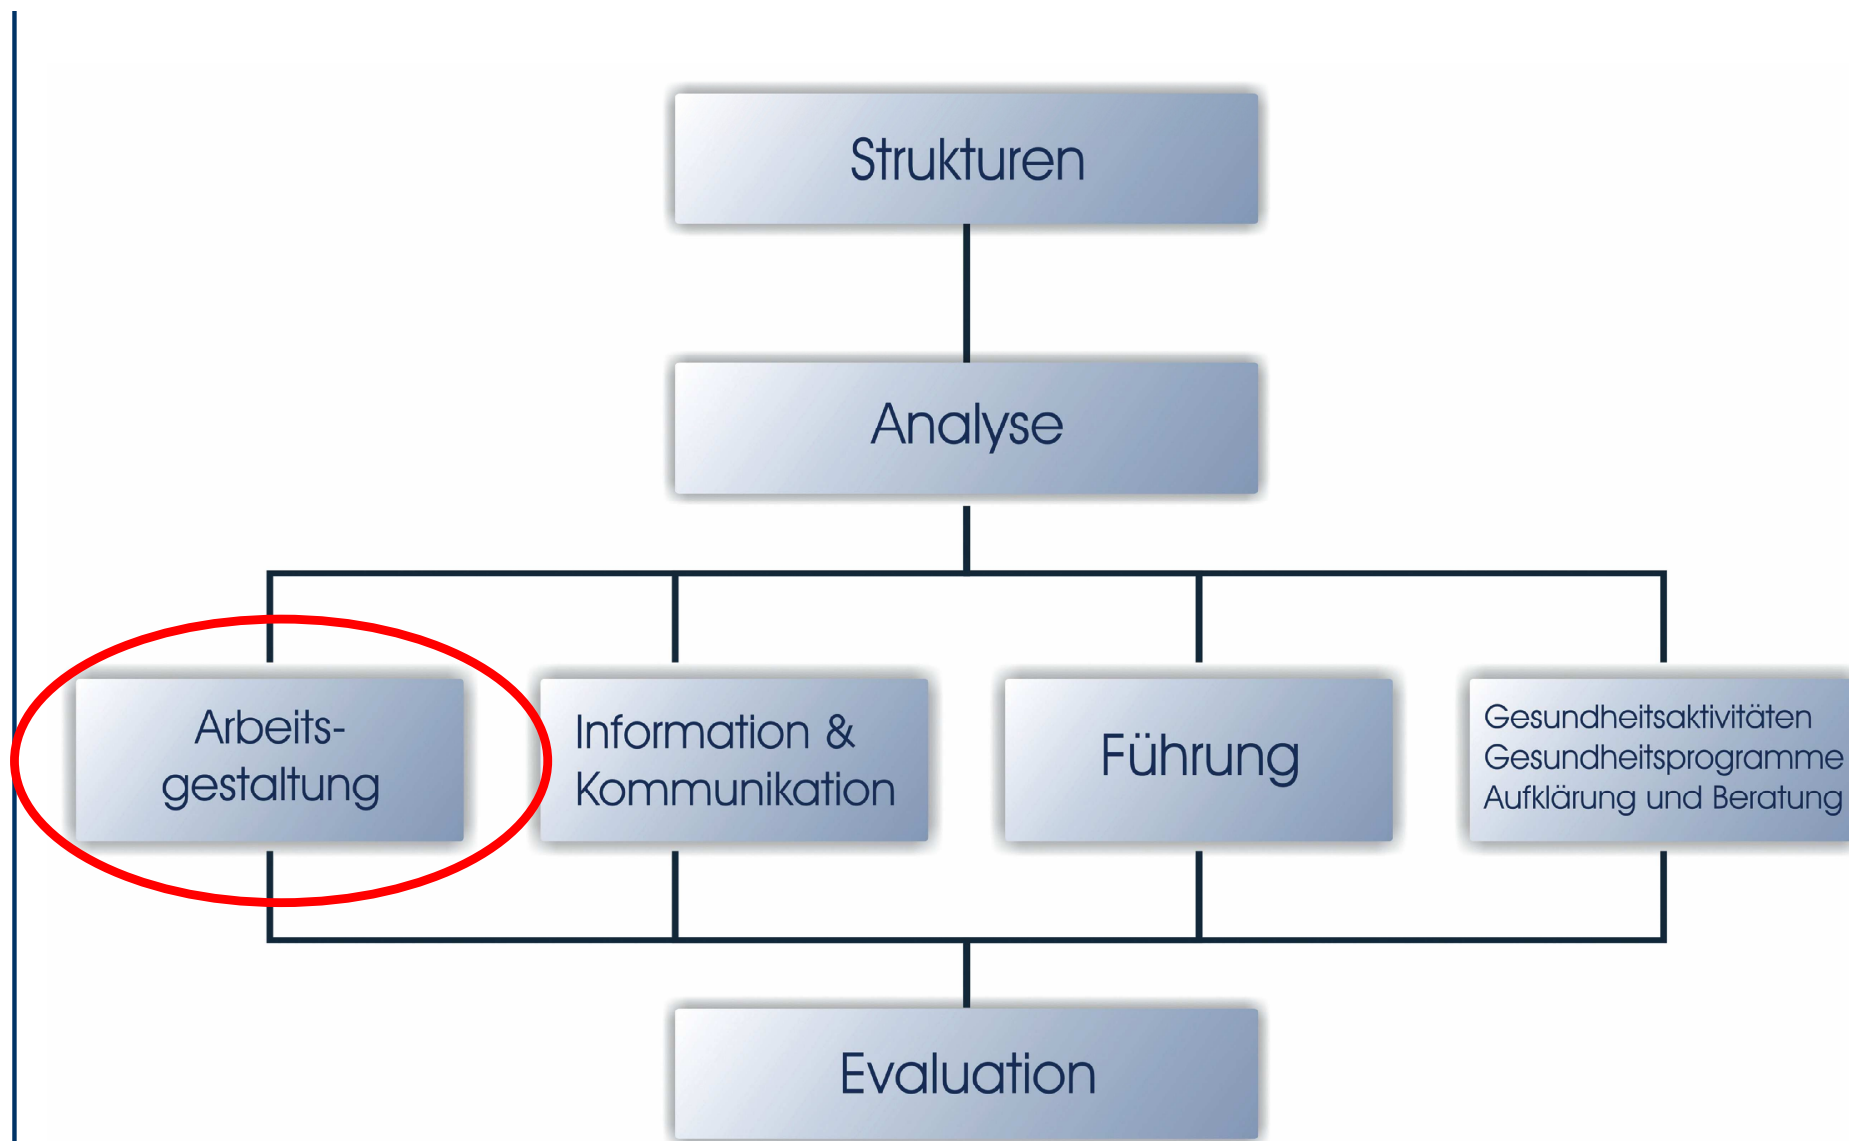 Strukturen
Analyse
Arbeits-
gestaltung
Information &
Kommunikation
Führung
Gesundheitsaktivitäten
Gesundheitsprogramme
Aufklärung und Beratung
Evaluation